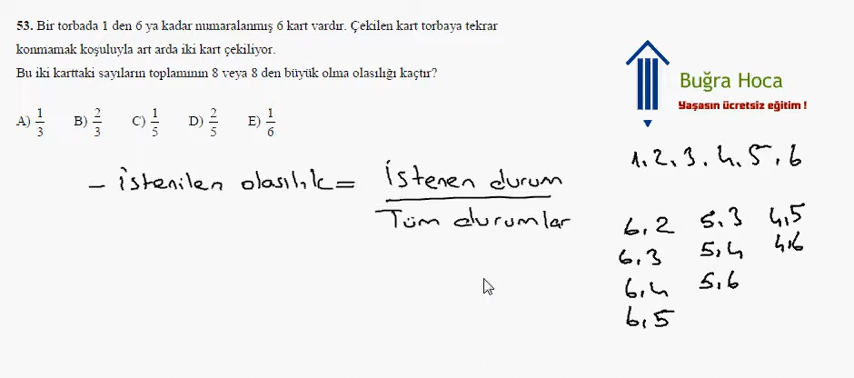 53. Bir torbada 1 den 6 ya kadar numaralanmış 6 kart vardır. Çekilen kart torbaya tekrar
konmamak koşuluyla art arda iki kart çekiliyor.
Bu iki karttaki sayıların toplamının 8 veya 8 den büyük olma olasılığı kaçtır?
A) 1/3 B) 2/3 C) 1/5 D) 2/5 E) 1/6
Buğra Hoca
Yaşasın ücretsiz eğitim !
- istenilen olasılık = İstenen durum / Tüm durumlar
1, 2, 3, 4, 5, 6
6,2 5,3 4,5
6,3 5,4 4,6
6,4 5,6
6,5